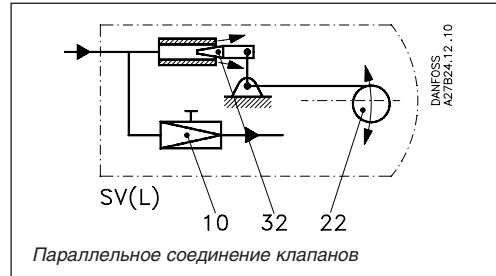 DANFOSS
A27B24.12 .10
SV(L)
10 32 22
Параллельное соединение клапанов